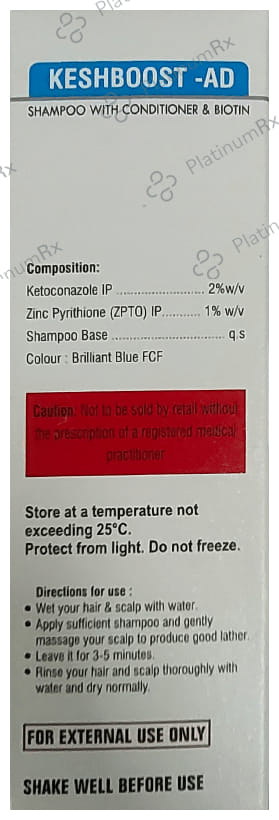 PlatinumRx
KESHBOOST -AD
SHAMPOO WITH CONDITIONER & BIOTIN
PlatinumRx
Composition:
Ketoconazole IP ........................ 2%w/v
Zinc Pyrithione (ZPTO) IP........... 1% w/v
Shampoo Base ................................ q.s
Colour : Brilliant Blue FCF
Caution: Not to be sold by retail without
the prescription of a registered medical
practitioner
Store at a temperature not
exceeding 25°C.
Protect from light. Do not freeze.
Directions for use :
• Wet your hair & scalp with water.
• Apply sufficient shampoo and gently
massage your scalp to produce good lather.
• Leave it for 3-5 minutes.
• Rinse your hair and scalp thoroughly with
water and dry normally.
FOR EXTERNAL USE ONLY
SHAKE WELL BEFORE USE